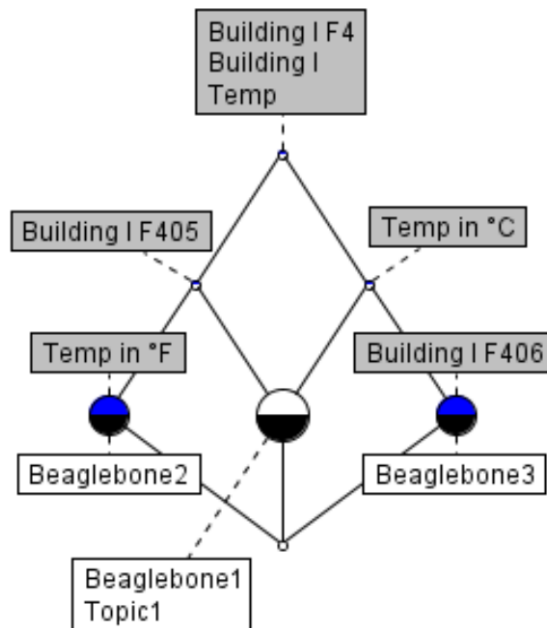 Building I F4
Building I
Temp
Building I F405
Temp in °C
Temp in °F
Building I F406
Beaglebone2
Beaglebone3
Beaglebone1
Topic1